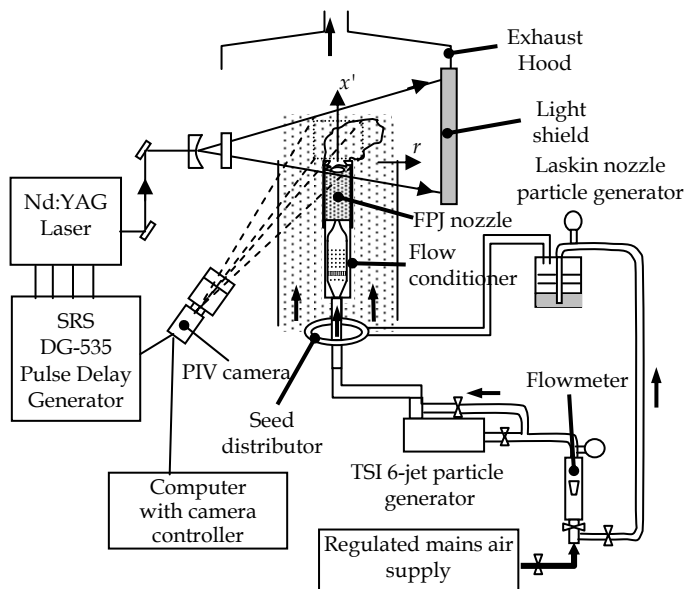 Exhaust
Hood
x'
Light
shield
r
Laskin nozzle
particle generator
Nd:YAG
Laser
FPJ nozzle
Flow
conditioner
SRS
DG-535
Pulse Delay
Generator
PIV camera
Flowmeter
Seed
distributor
TSI 6-jet particle
generator
Computer
with camera
controller
Regulated mains air
supply